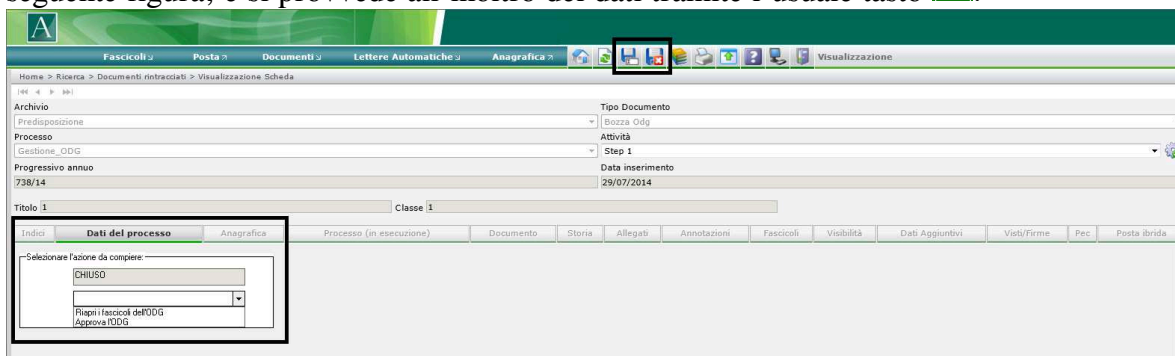 seguente figura, e si provvede all'inoltro dei dati tramite l'usuale tasto
A
Fascicoli Posta Documenti Lettere Automatiche Anagrafica Visualizzazione
Home > Ricerca > Documenti rintracciati > Visualizzazione Scheda
Archivio Tipo Documento
Predisposizione Bozza Odg
Processo Attività
Gestione_ODG Step 1
Progressivo annuo Data inserimento
738/14 29/07/2014
Titolo 1 Classe 1
Indici Dati del processo Anagrafica Processo (in esecuzione) Documento Storia Allegati Annotazioni Fascicoli Visibilità Dati Aggiuntivi Visti/Firme Pec Posta ibrida
Selezionare l'azione da compiere:
CHIUSO
Riapri i fascicoli dell'ODG
Approva l'ODG